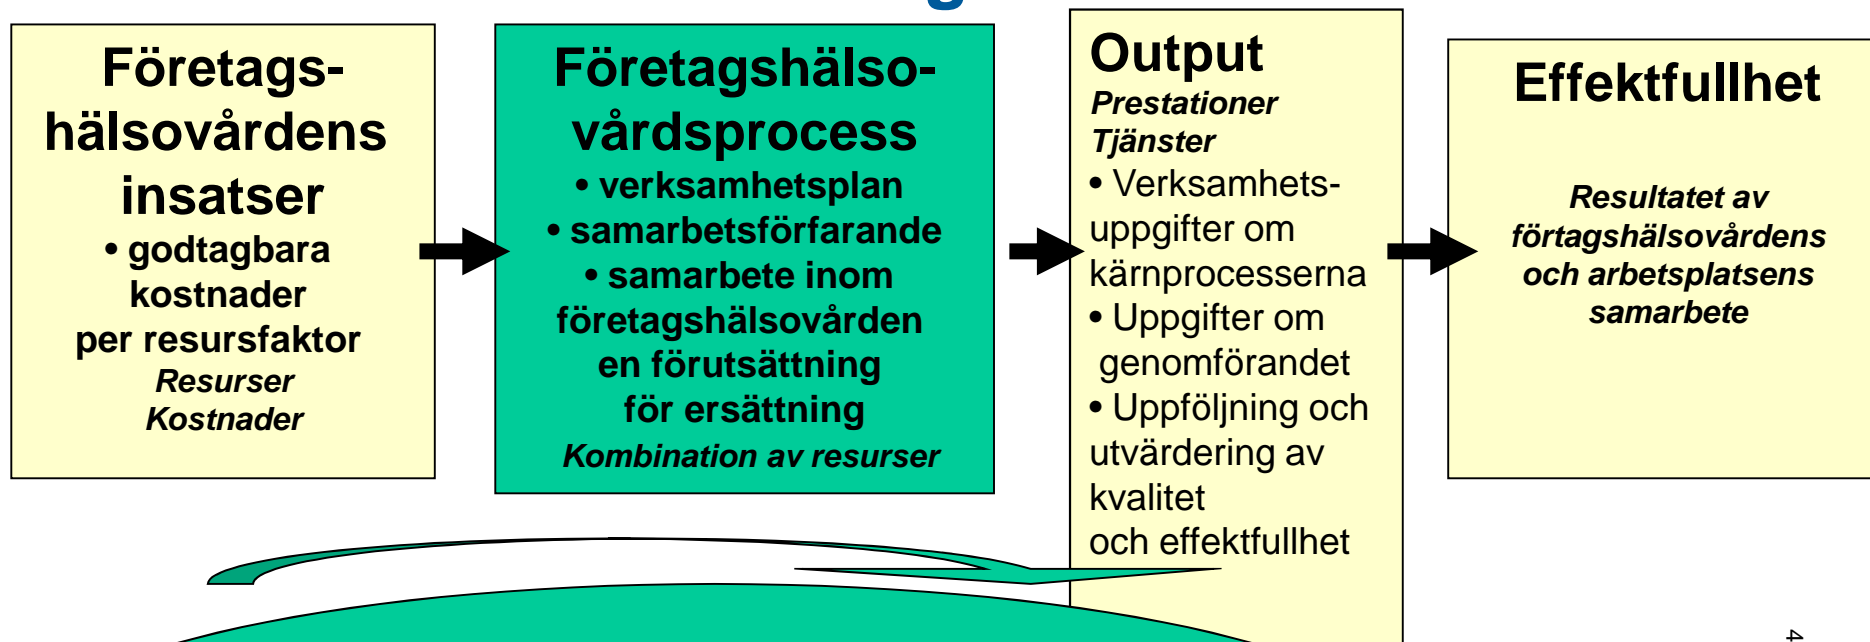 Företags-
hälsovårdens
insatser
• godtagbara
kostnader
per resursfaktor
Resurser
Kostnader
Företagshälso-
vårdsprocess
• verksamhetsplan
• samarbetsförfarande
• samarbete inom
företagshälsovården
en förutsättning
för ersättning
Kombination av resurser
Output
Prestationer
Tjänster
• Verksamhets-
uppgifter om
kärnprocesserna
• Uppgifter om
genomförandet
• Uppföljning och
utvärdering av
kvalitet
och effektfullhet
Effektfullhet
Resultatet av
förtagshälsovårdens
och arbetsplatsens
samarbete
4